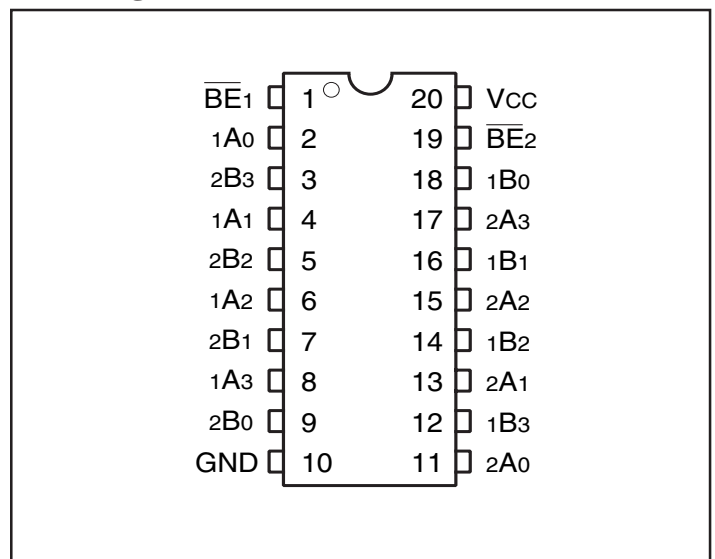 B̅E̅1 1 20 VCC
1A0 2 19 B̅E̅2
2B3 3 18 1B0
1A1 4 17 2A3
2B2 5 16 1B1
1A2 6 15 2A2
2B1 7 14 1B2
1A3 8 13 2A1
2B0 9 12 1B3
GND 10 11 2A0